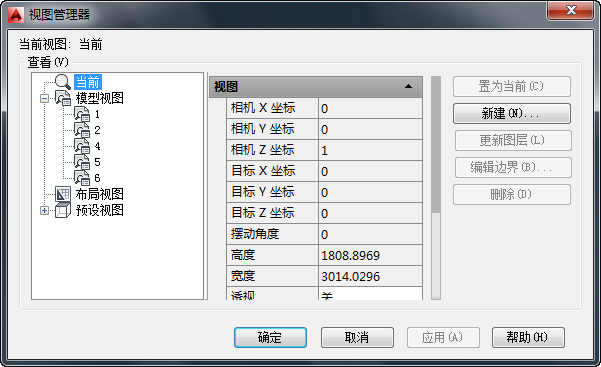 视图管理器
当前视图: 当前
查看(V)
当前
模型视图
1
2
4
5
6
布局视图
预设视图
视图
相机 X 坐标 0
相机 Y 坐标 0
相机 Z 坐标 1
目标 X 坐标 0
目标 Y 坐标 0
目标 Z 坐标 0
摆动角度 0
高度 1808.8969
宽度 3014.0296
透视 关
置为当前(C)
新建(N)...
更新图层(L)
编辑边界(B)...
删除(D)
确定
取消
应用(A)
帮助(H)